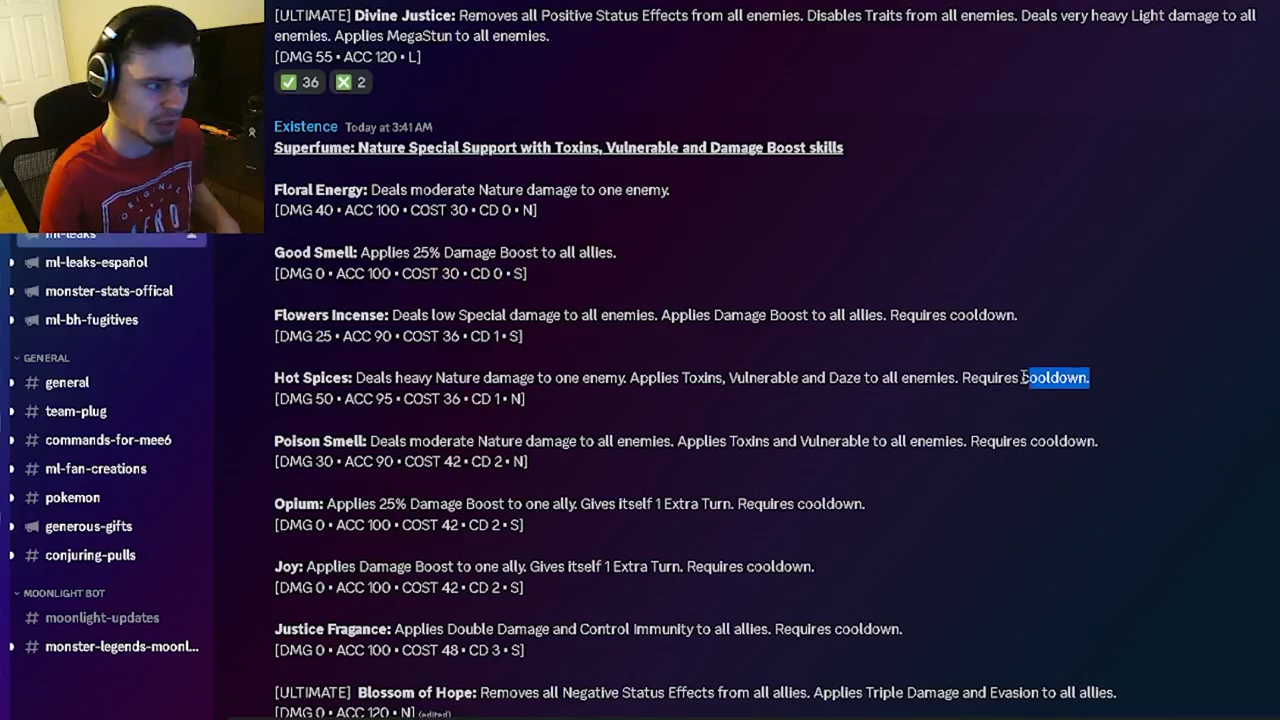 [ULTIMATE] Divine Justice: Removes all Positive Status Effects from all enemies. Disables Traits from all enemies. Deals very heavy Light damage to all
enemies. Applies MegaStun to all enemies.
[DMG 55 • ACC 120 • L]
✅ 36 ❎ 2
Existence Today at 3:41 AM
Superfume: Nature Special Support with Toxins, Vulnerable and Damage Boost skills
Floral Energy: Deals moderate Nature damage to one enemy.
[DMG 40 • ACC 100 • COST 30 • CD 0 • N]
Good Smell: Applies 25% Damage Boost to all allies.
[DMG 0 • ACC 100 • COST 30 • CD 0 • S]
Flowers Incense: Deals low Special damage to all enemies. Applies Damage Boost to all allies. Requires cooldown.
[DMG 25 • ACC 90 • COST 36 • CD 1 • S]
Hot Spices: Deals heavy Nature damage to one enemy. Applies Toxins, Vulnerable and Daze to all enemies. Requires cooldown.
[DMG 50 • ACC 95 • COST 36 • CD 1 • N]
Poison Smell: Deals moderate Nature damage to all enemies. Applies Toxins and Vulnerable to all enemies. Requires cooldown.
[DMG 30 • ACC 90 • COST 42 • CD 2 • N]
Opium: Applies 25% Damage Boost to one ally. Gives itself 1 Extra Turn. Requires cooldown.
[DMG 0 • ACC 100 • COST 42 • CD 2 • S]
Joy: Applies Damage Boost to one ally. Gives itself 1 Extra Turn. Requires cooldown.
[DMG 0 • ACC 100 • COST 42 • CD 2 • S]
Justice Fragance: Applies Double Damage and Control Immunity to all allies. Requires cooldown.
[DMG 0 • ACC 100 • COST 48 • CD 3 • S]
[ULTIMATE] Blossom of Hope: Removes all Negative Status Effects from all allies. Applies Triple Damage and Evasion to all allies.
[DMG 0 • ACC 120 • N] (edited)
ml-leaks
ml-leaks-español
monster-stats-offical
ml-bh-fugitives
GENERAL
general
team-plug
commands-for-mee6
ml-fan-creations
pokemon
generous-gifts
conjuring-pulls
MOONLIGHT BOT
moonlight-updates
monster-legends-moonl...
ORIGINAL